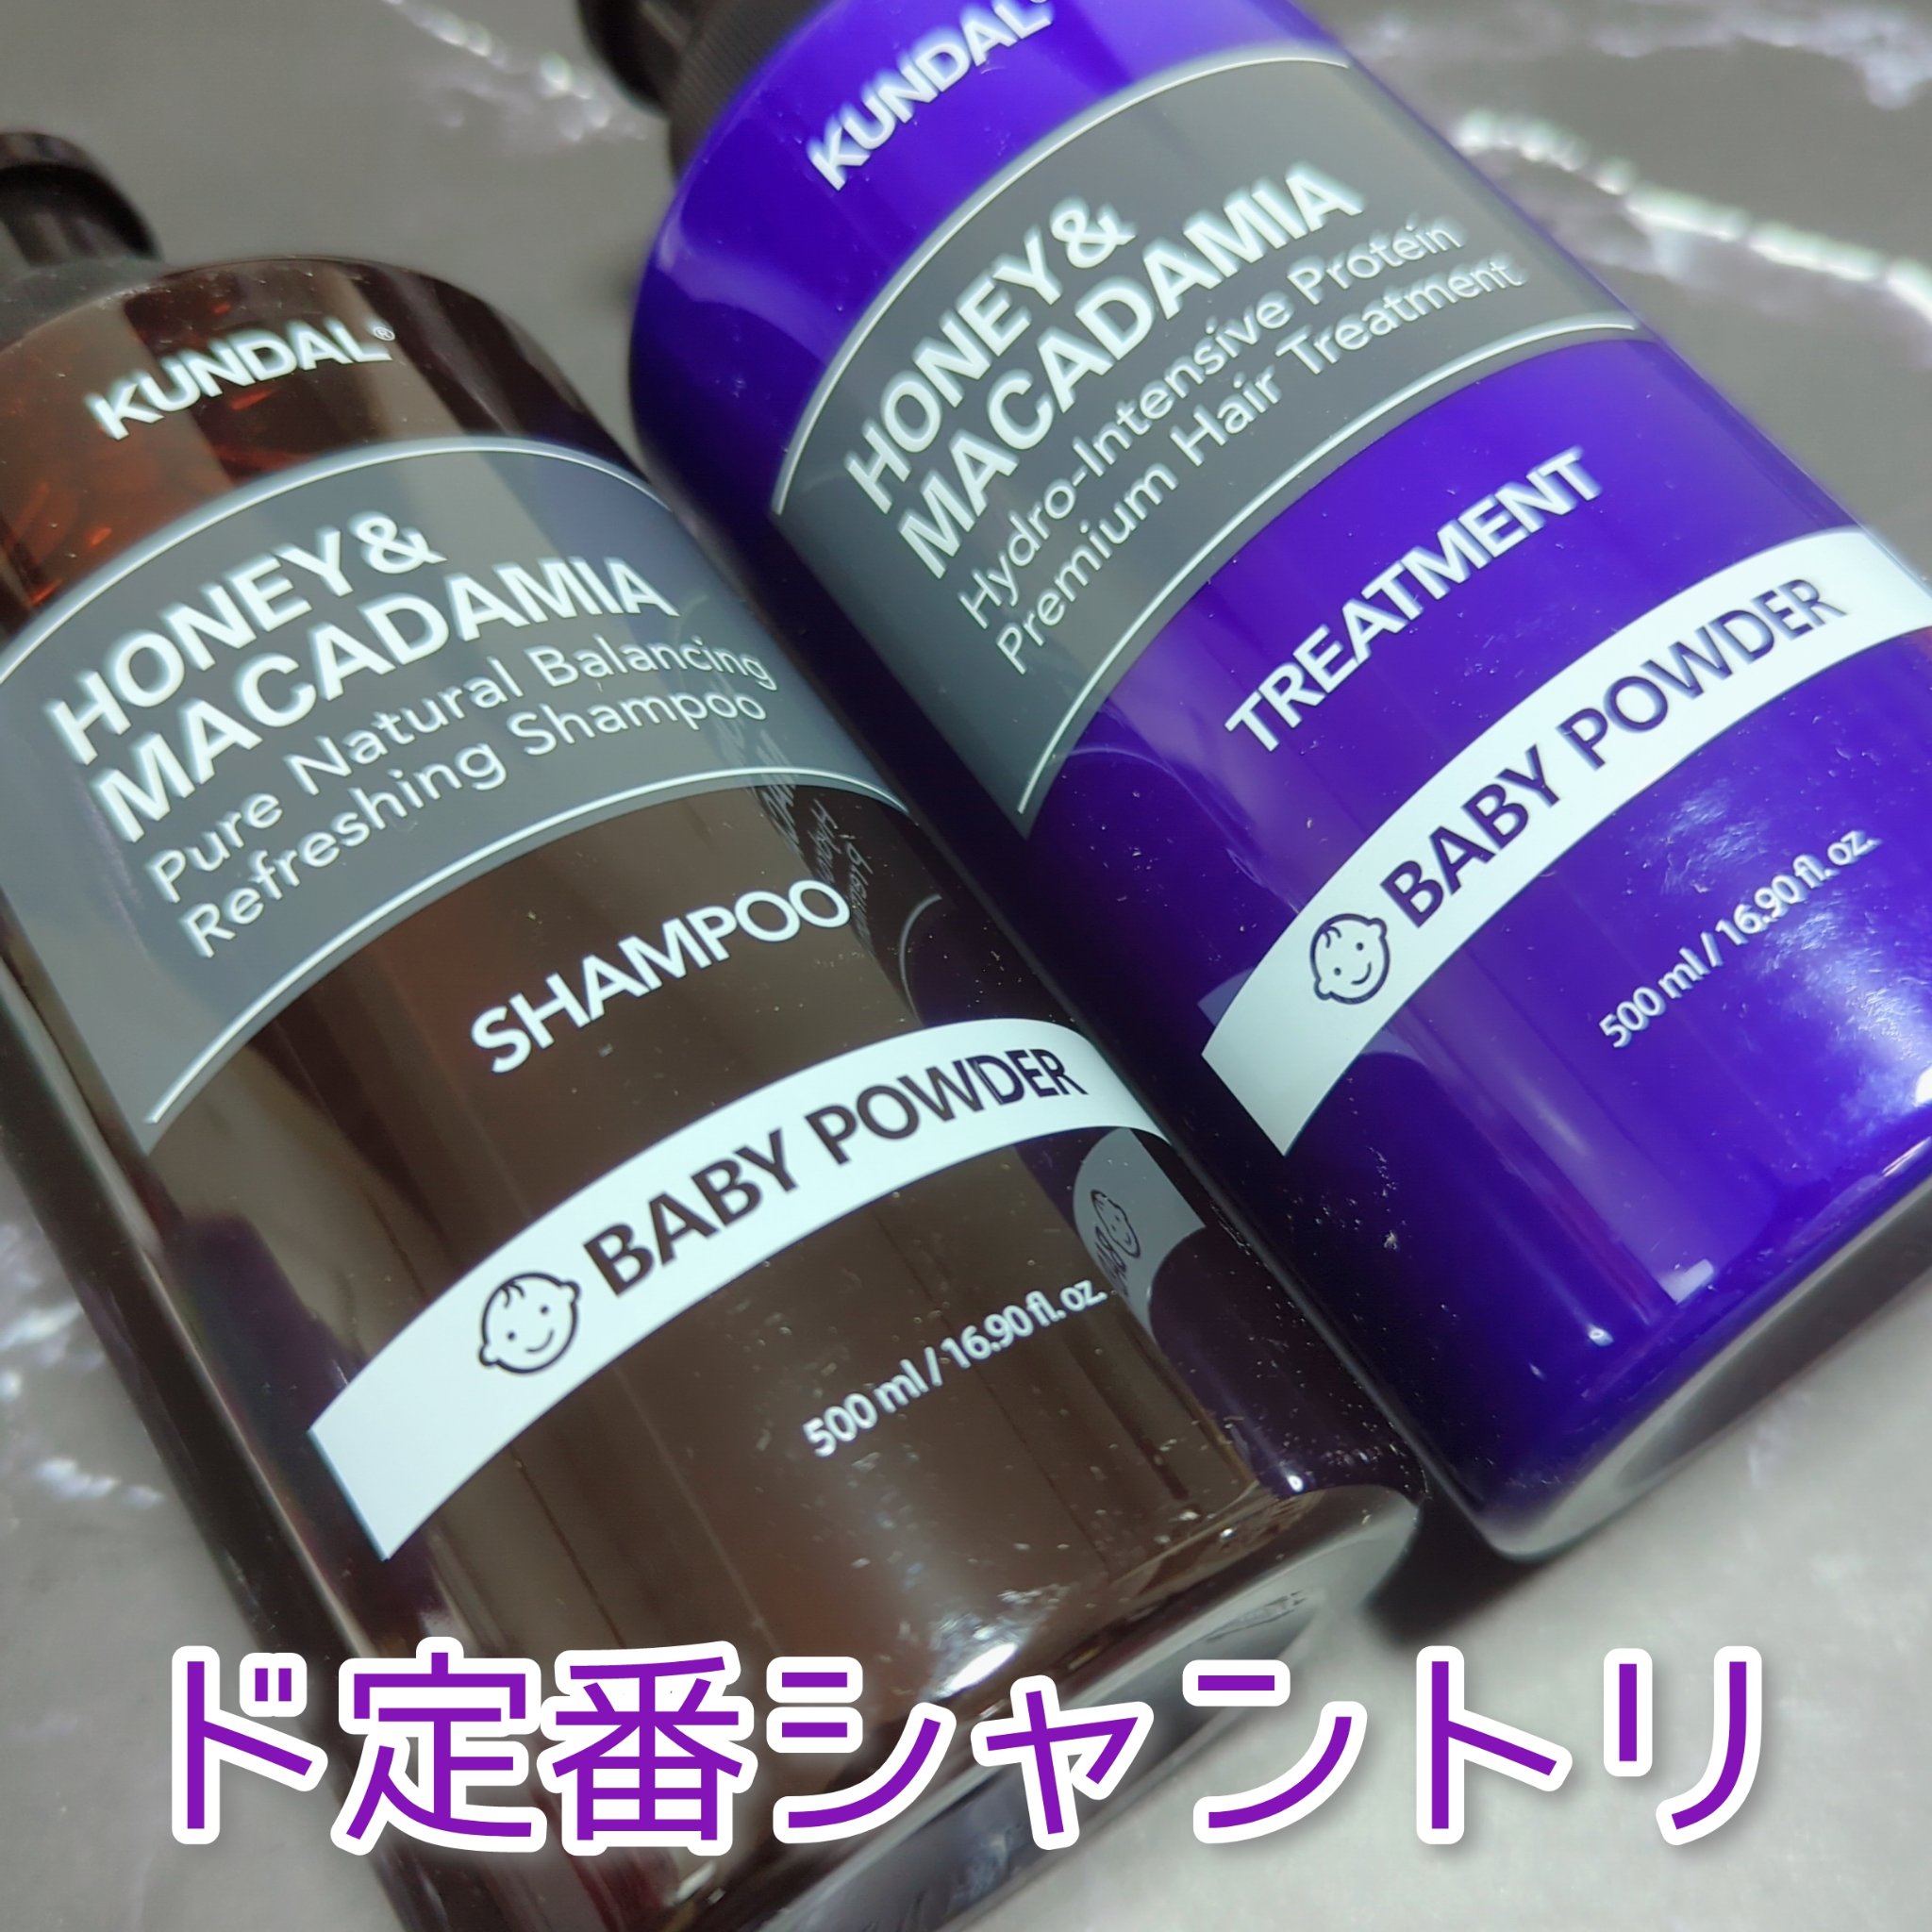 KUNDAL®
HONEY&
MACADAMIA
Pure Natural Balancing
Refreshing Shampoo
SHAMPOO
BABY POWDER
500 ml / 16.90 fl. oz.
KUNDAL®
HONEY&
MACADAMIA
Hydro-Intensive Protein
Premium Hair Treatment
TREATMENT
BABY POWDER
500 ml / 16.90 fl. oz.
ド定番シャントリ